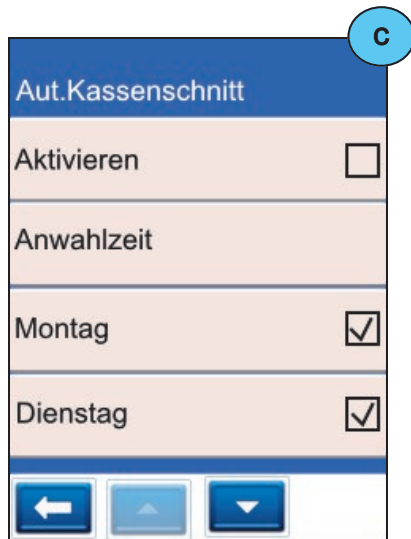 C
Aut.Kassenschnitt
Aktivieren
Anwahlzeit
Montag
Dienstag